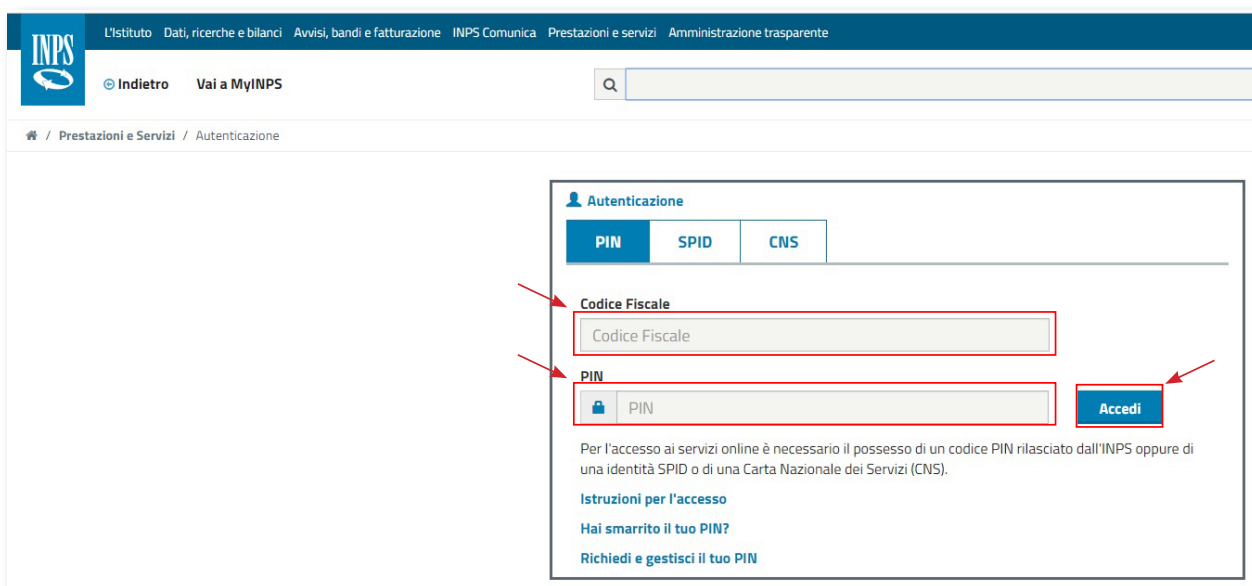 INPS
L'Istituto Dati, ricerche e bilanci Avvisi, bandi e fatturazione INPS Comunica Prestazioni e servizi Amministrazione trasparente
Indietro Vai a MyINPS
/ Prestazioni e Servizi / Autenticazione
Autenticazione
PIN SPID CNS
Codice Fiscale
Codice Fiscale
PIN
PIN
Accedi
Per l'accesso ai servizi online è necessario il possesso di un codice PIN rilasciato dall'INPS oppure di
una identità SPID o di una Carta Nazionale dei Servizi (CNS).
Istruzioni per l'accesso
Hai smarrito il tuo PIN?
Richiedi e gestisci il tuo PIN